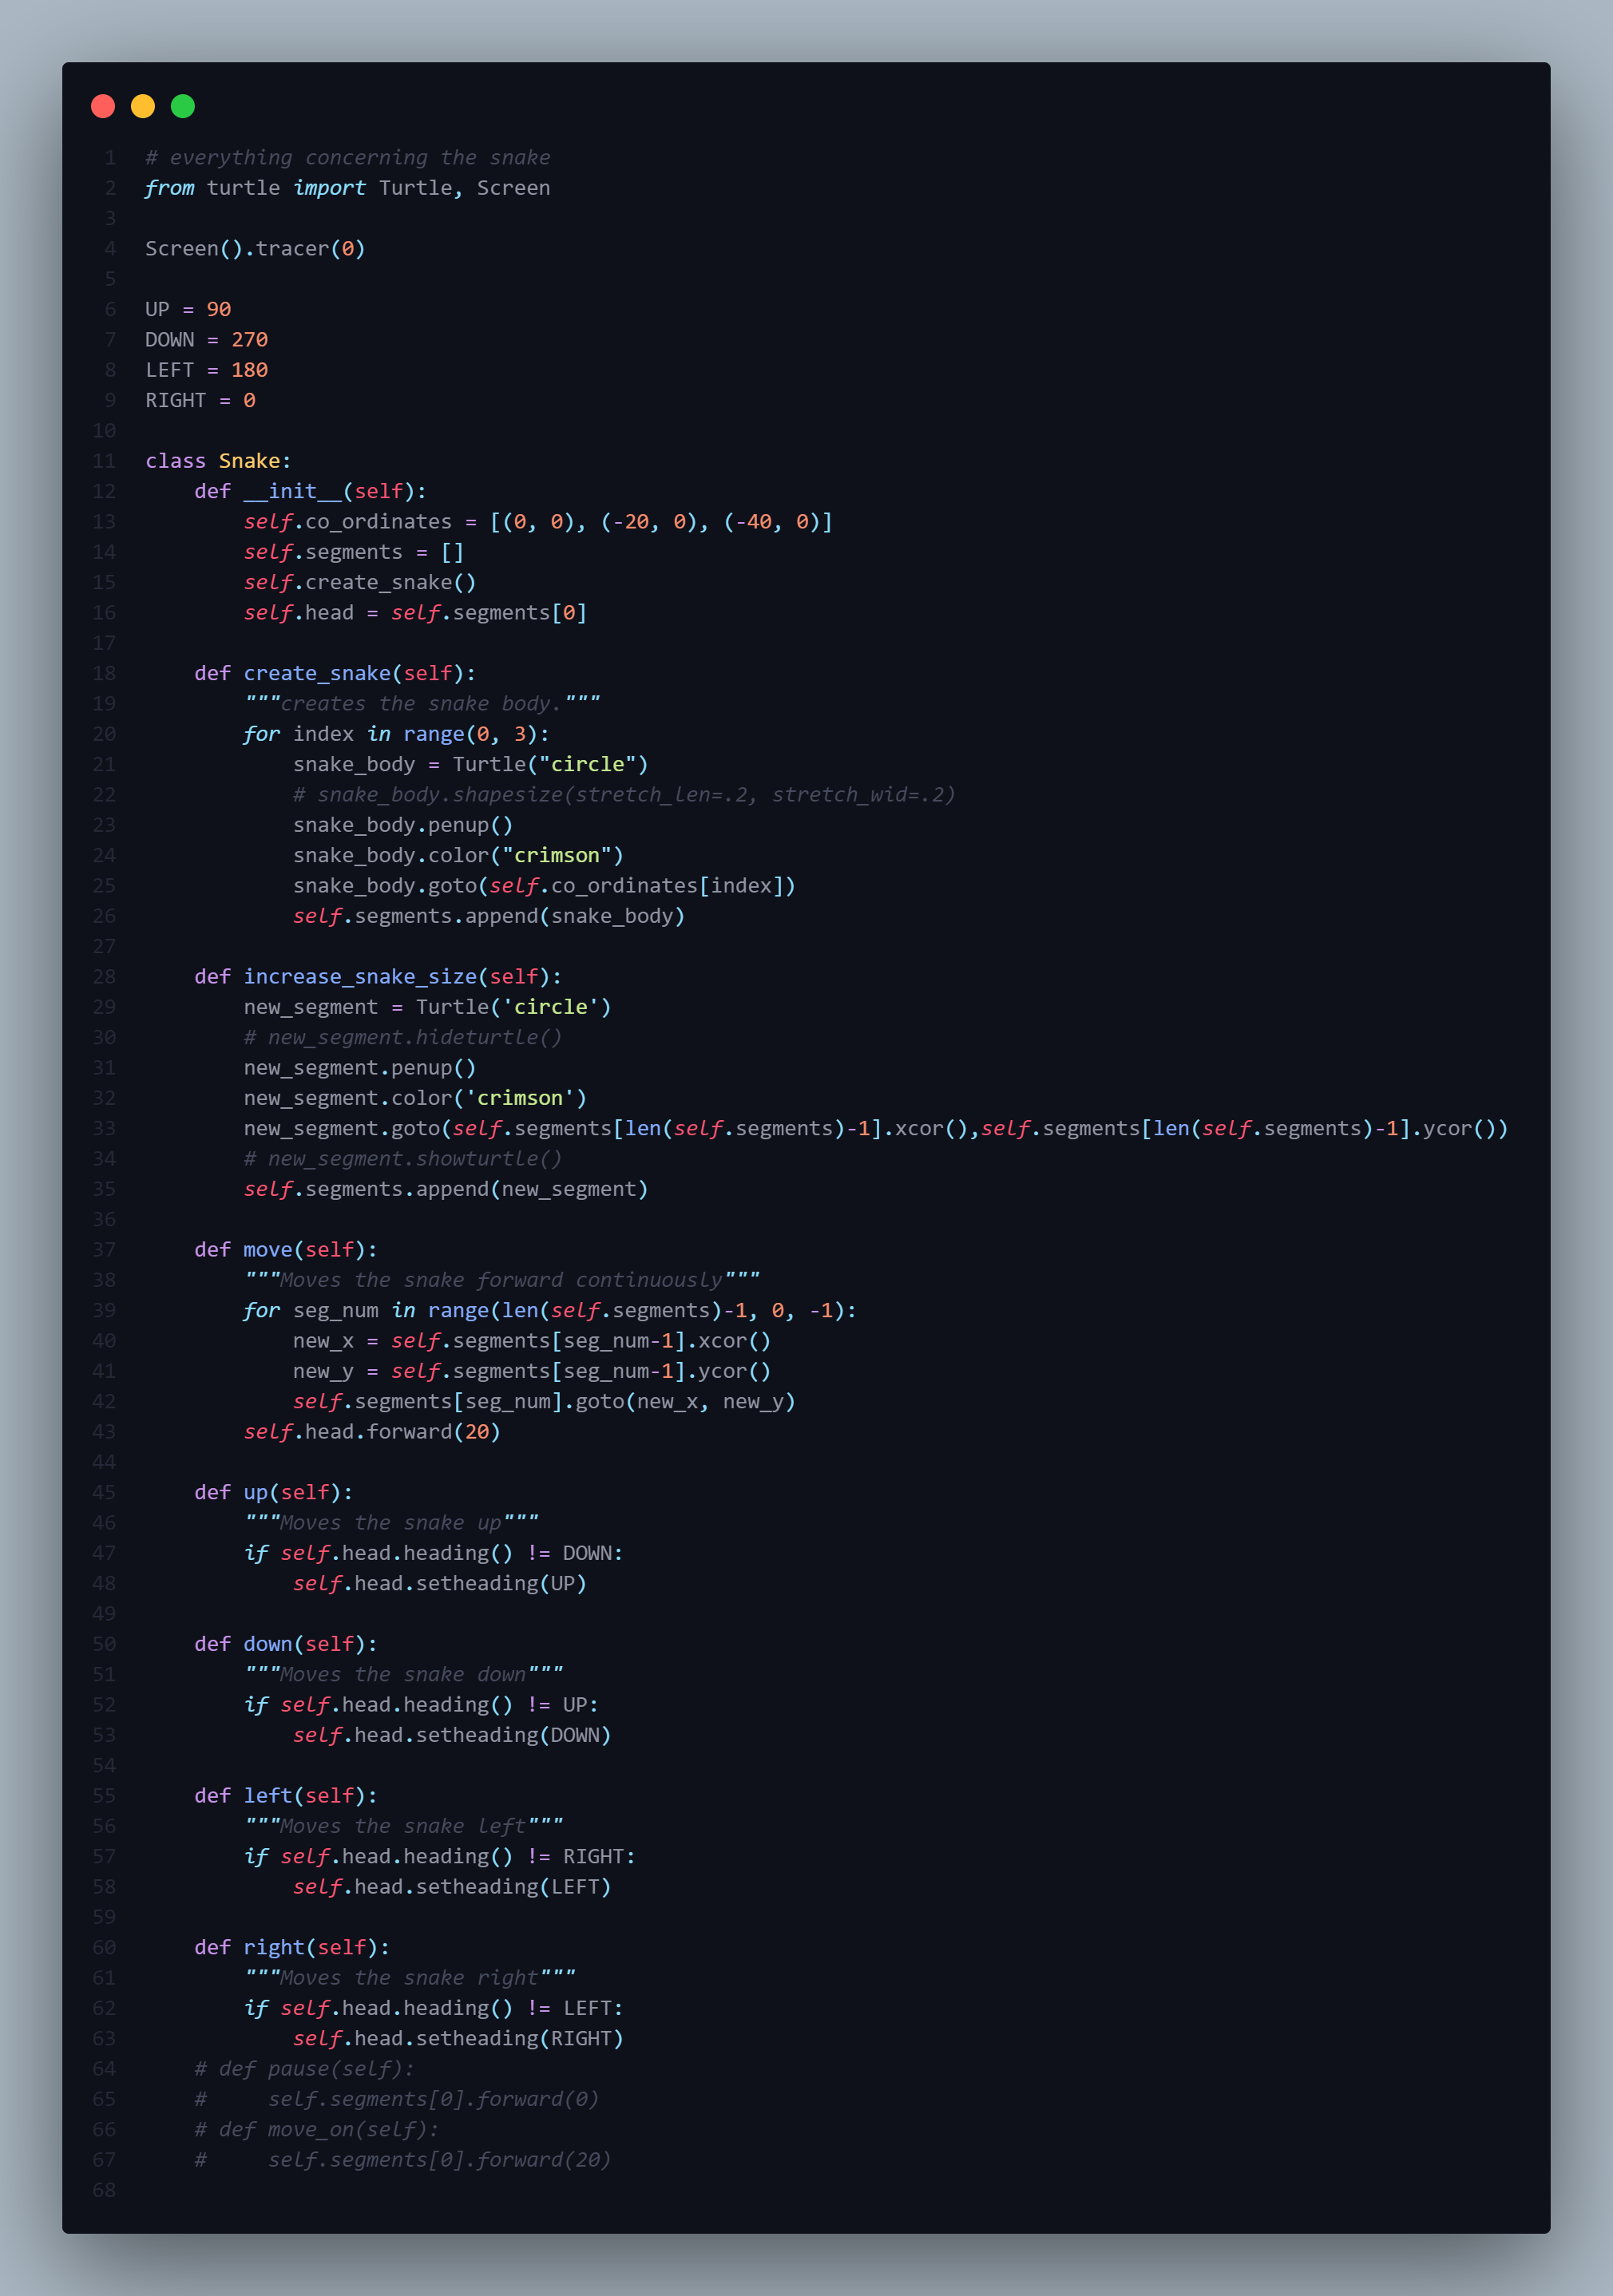 1 # everything concerning the snake
2 from turtle import Turtle, Screen
3
4 Screen().tracer(0)
5
6 UP = 90
7 DOWN = 270
8 LEFT = 180
9 RIGHT = 0
10
11 class Snake:
12     def __init__(self):
13         self.co_ordinates = [(0, 0), (-20, 0), (-40, 0)]
14         self.segments = []
15         self.create_snake()
16         self.head = self.segments[0]
17
18     def create_snake(self):
19         """creates the snake body."""
20         for index in range(0, 3):
21             snake_body = Turtle("circle")
22             # snake_body.shapesize(stretch_len=.2, stretch_wid=.2)
23             snake_body.penup()
24             snake_body.color("crimson")
25             snake_body.goto(self.co_ordinates[index])
26             self.segments.append(snake_body)
27
28     def increase_snake_size(self):
29         new_segment = Turtle('circle')
30         # new_segment.hideturtle()
31         new_segment.penup()
32         new_segment.color('crimson')
33         new_segment.goto(self.segments[len(self.segments)-1].xcor(),self.segments[len(self.segments)-1].ycor())
34         # new_segment.showturtle()
35         self.segments.append(new_segment)
36
37     def move(self):
38         """Moves the snake forward continuously"""
39         for seg_num in range(len(self.segments)-1, 0, -1):
40             new_x = self.segments[seg_num-1].xcor()
41             new_y = self.segments[seg_num-1].ycor()
42             self.segments[seg_num].goto(new_x, new_y)
43         self.head.forward(20)
44
45     def up(self):
46         """Moves the snake up"""
47         if self.head.heading() != DOWN:
48             self.head.setheading(UP)
49
50     def down(self):
51         """Moves the snake down"""
52         if self.head.heading() != UP:
53             self.head.setheading(DOWN)
54
55     def left(self):
56         """Moves the snake left"""
57         if self.head.heading() != RIGHT:
58             self.head.setheading(LEFT)
59
60     def right(self):
61         """Moves the snake right"""
62         if self.head.heading() != LEFT:
63             self.head.setheading(RIGHT)
64     # def pause(self):
65     #     self.segments[0].forward(0)
66     # def move_on(self):
67     #     self.segments[0].forward(20)
68